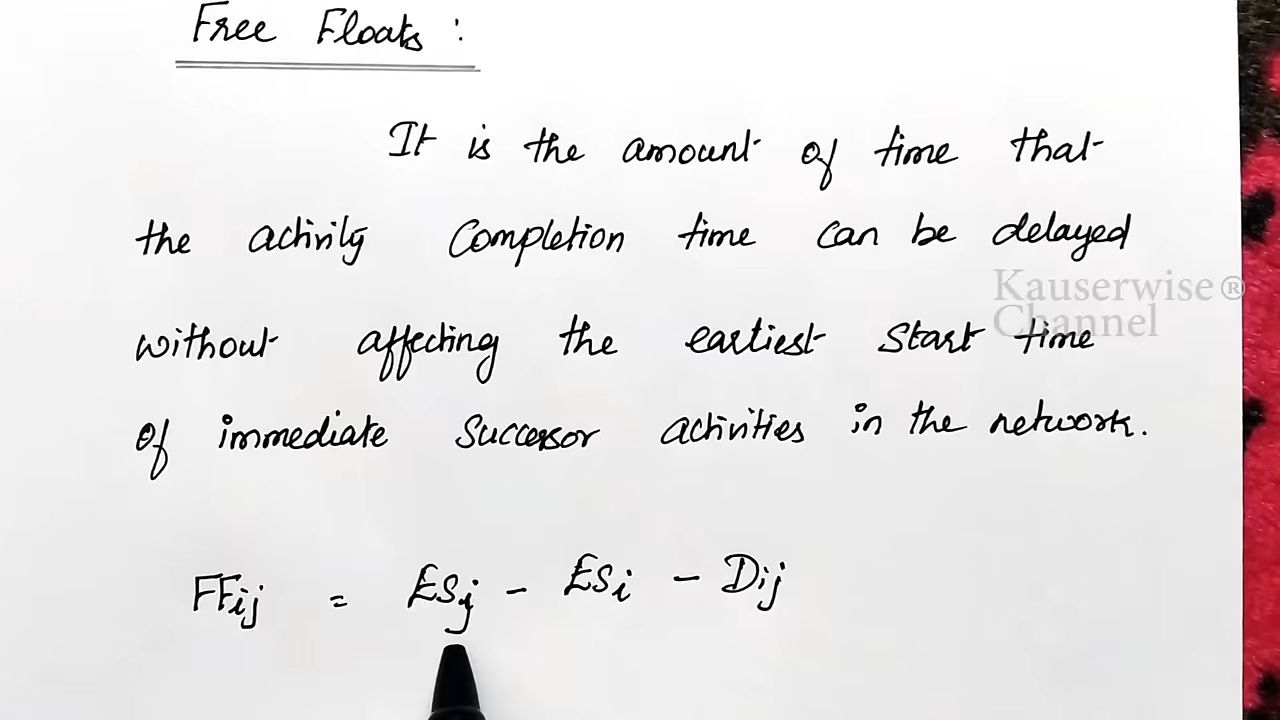 Free Floats :
It is the amount of time that
the activity completion time can be delayed
Kauserwise®
Channel
without affecting the earliest start time
of immediate successor activities in the network.
FFij = ESj - ESi - Dij